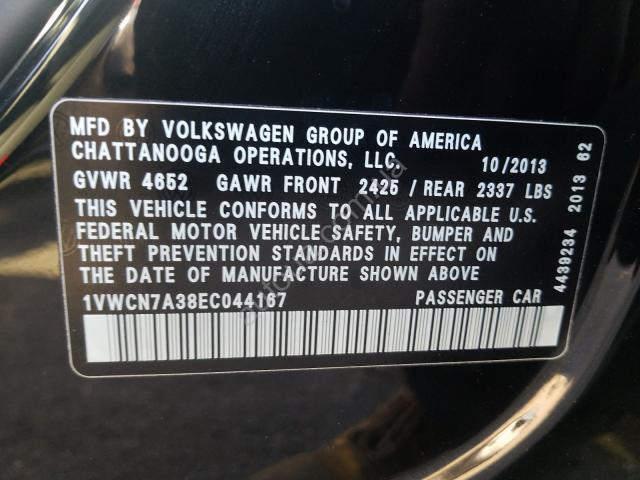 MFD BY VOLKSWAGEN GROUP OF AMERICA
CHATTANOOGA OPERATIONS, LLC. 10/2013
GVWR 4652 GAWR FRONT 2425 / REAR 2337 LBS
THIS VEHICLE CONFORMS TO ALL APPLICABLE U.S.
FEDERAL MOTOR VEHICLE SAFETY, BUMPER AND
THEFT PREVENTION STANDARDS IN EFFECT ON
THE DATE OF MANUFACTURE SHOWN ABOVE
1VWCN7A38EC044167 PASSENGER CAR
4439234 2013 62